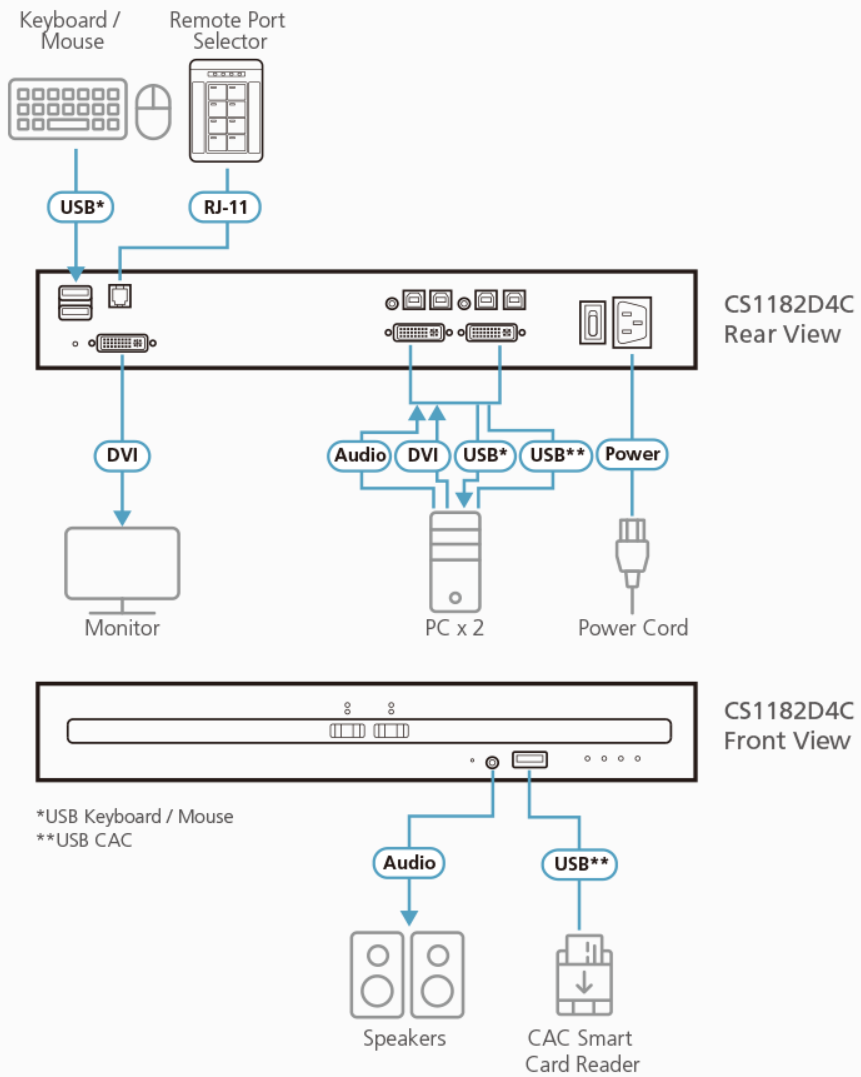 Keyboard /
Mouse
Remote Port
Selector
USB*
RJ-11
CS1182D4C
Rear View
DVI
Audio
DVI
USB*
USB**
Power
Monitor
PC x 2
Power Cord
CS1182D4C
Front View
*USB Keyboard / Mouse
**USB CAC
Audio
USB**
Speakers
CAC Smart
Card Reader